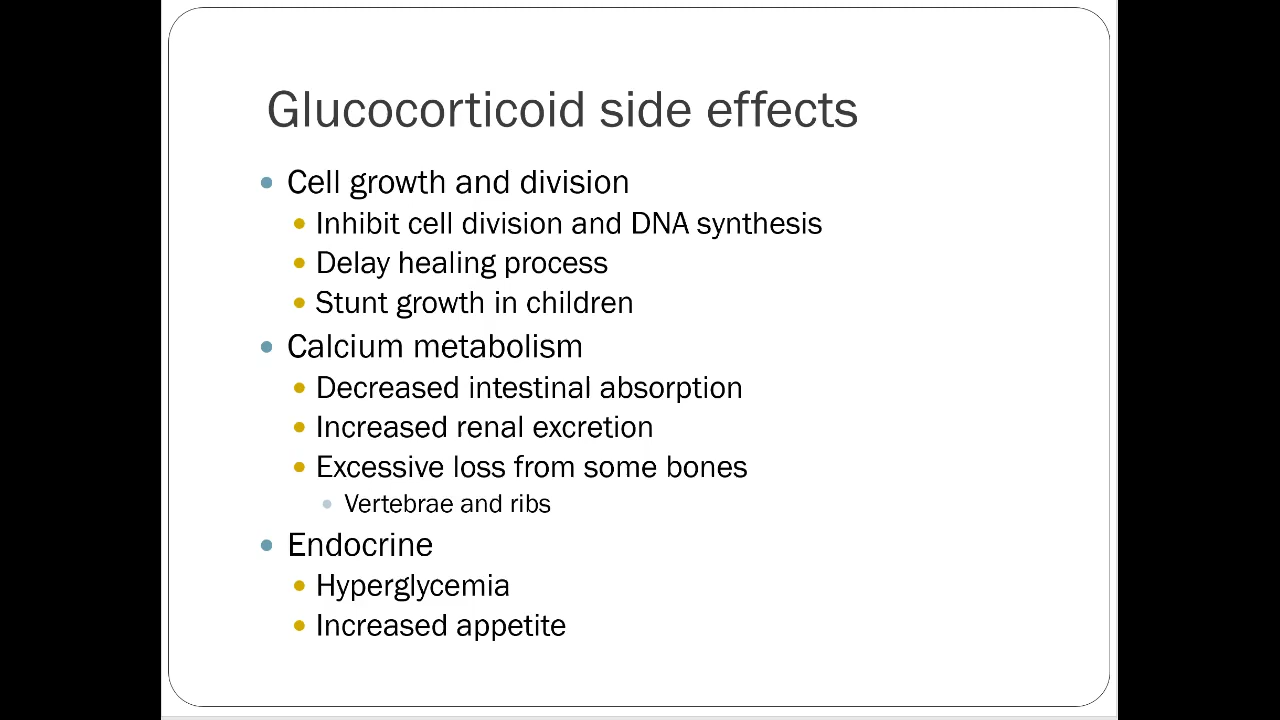 Glucocorticoid side effects
Cell growth and division
Inhibit cell division and DNA synthesis
Delay healing process
Stunt growth in children
Calcium metabolism
Decreased intestinal absorption
Increased renal excretion
Excessive loss from some bones
Vertebrae and ribs
Endocrine
Hyperglycemia
Increased appetite